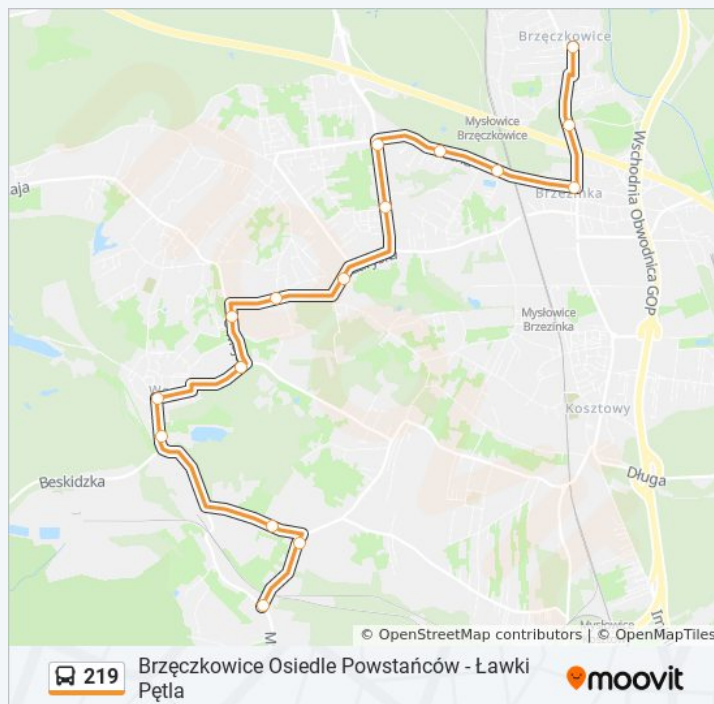 Brzęczkowice
Mysłowice
Brzęczkowice
Wschodnia Obwodnica GOP
Brzezinka
Mysłowice
Brzezinka
Kosztowy
Długa
Beskidzka
Mysłowice
© OpenStreetMap contributors | © OpenMapTiles
219
Brzęczkowice Osiedle Powstańców - Ławki
Pętla
moovit